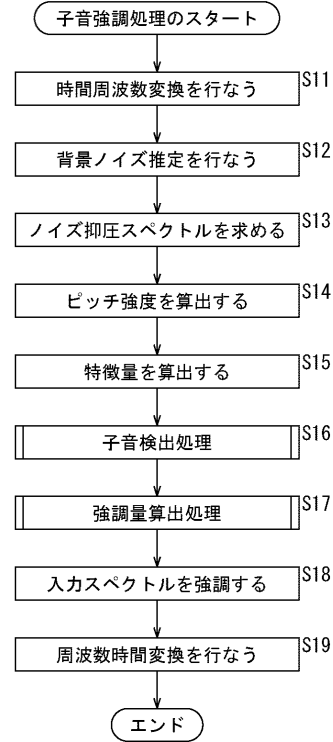 子音強調処理のスタート
時間周波数変換を行なう S11
背景ノイズ推定を行なう S12
ノイズ抑圧スペクトルを求める S13
ピッチ強度を算出する S14
特徴量を算出する S15
子音検出処理 S16
強調量算出処理 S17
入力スペクトルを強調する S18
周波数時間変換を行なう S19
エンド